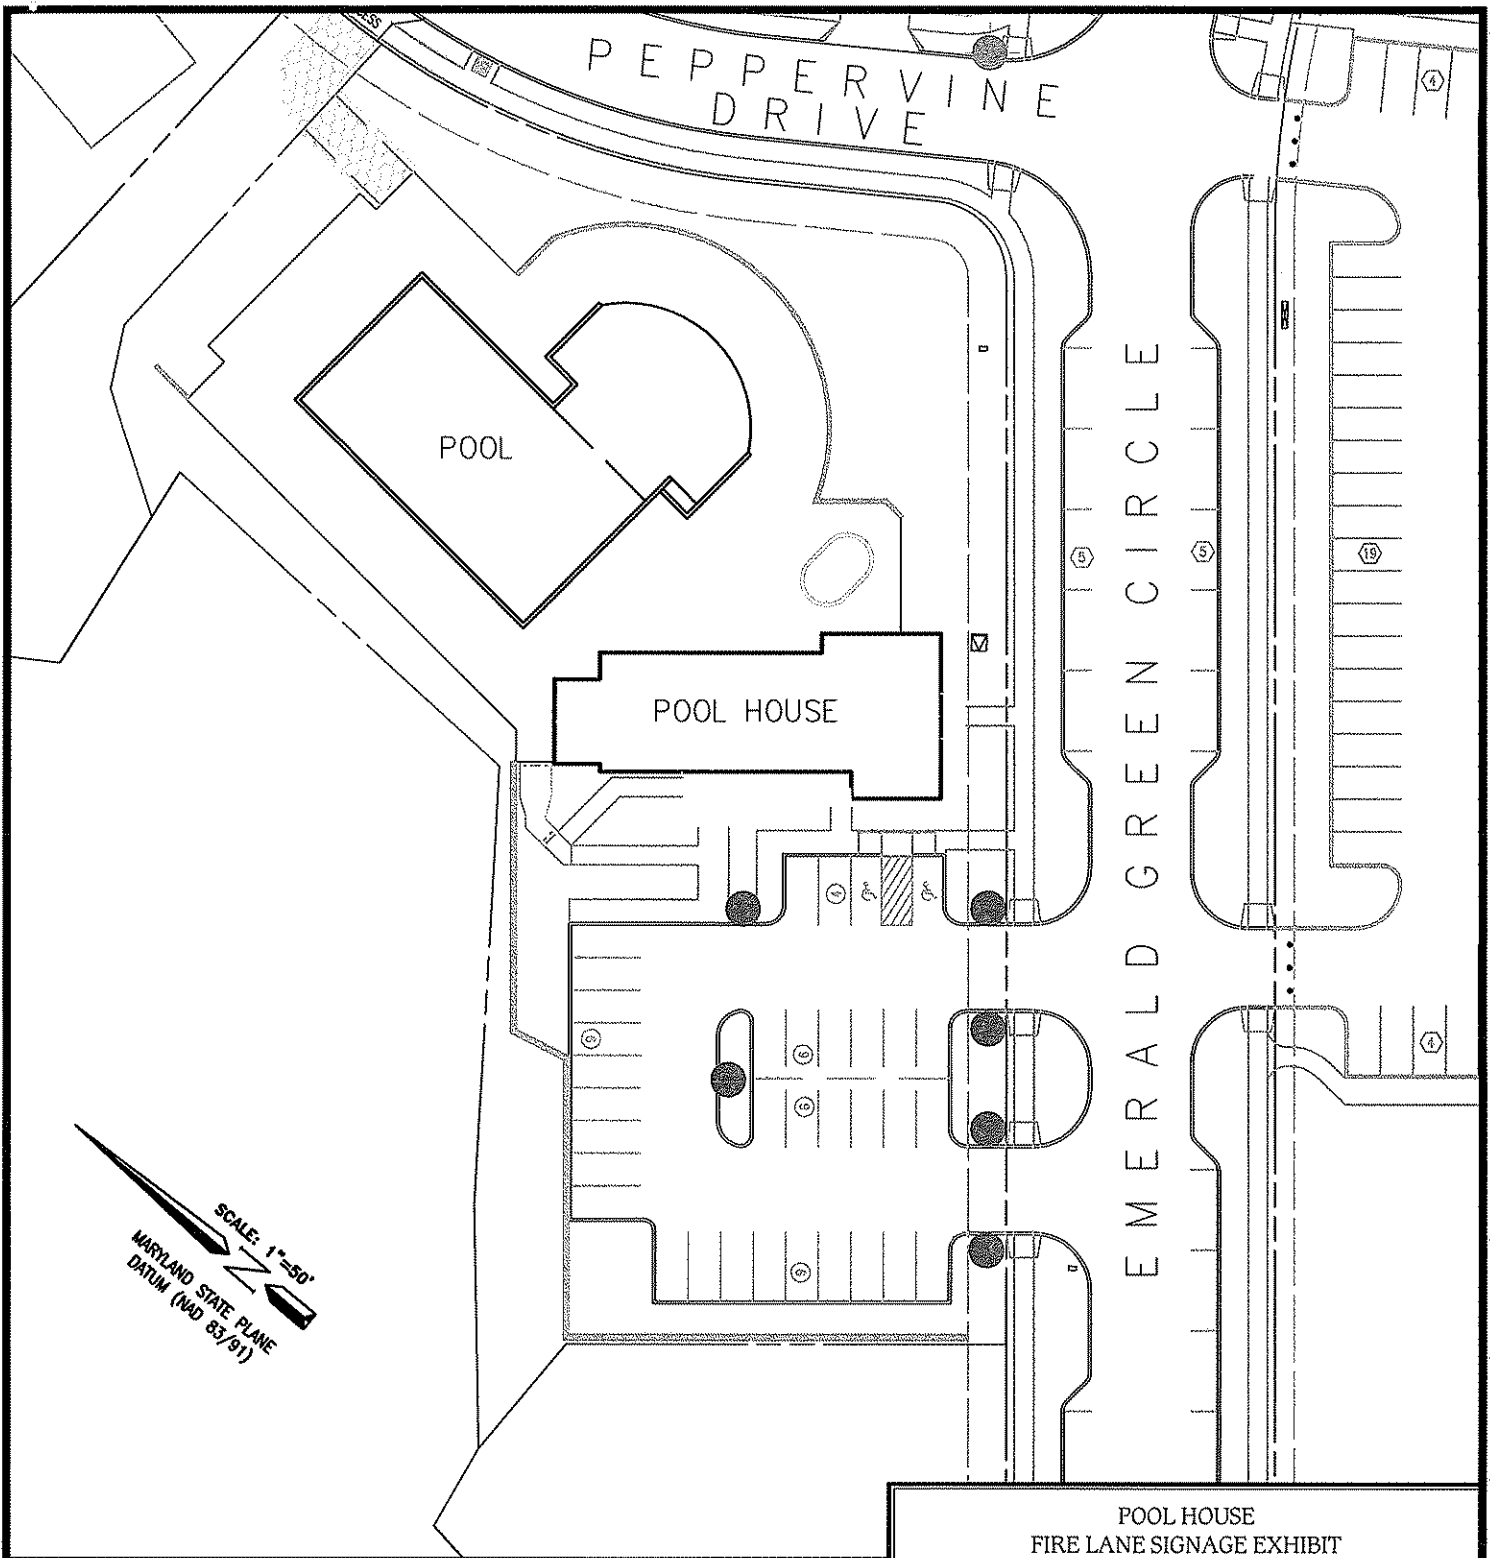 PEPPERVINE
DRIVE
4
POOL
EMERALD GREEN CIRCLE
5
5
19
POOL HOUSE
4
9
6
6
4
9
SCALE: 1"=50'
MARYLAND STATE PLANE
DATUM (NAD 83/91)
POOL HOUSE
FIRE LANE SIGNAGE EXHIBIT